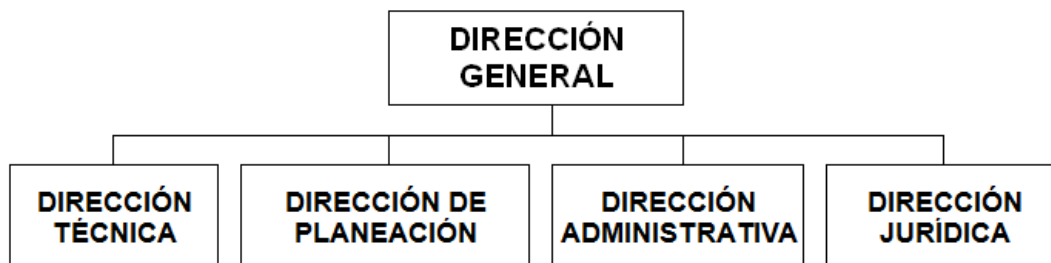 DIRECCIÓN
GENERAL
DIRECCIÓN
TÉCNICA
DIRECCIÓN DE
PLANEACIÓN
DIRECCIÓN
ADMINISTRATIVA
DIRECCIÓN
JURÍDICA